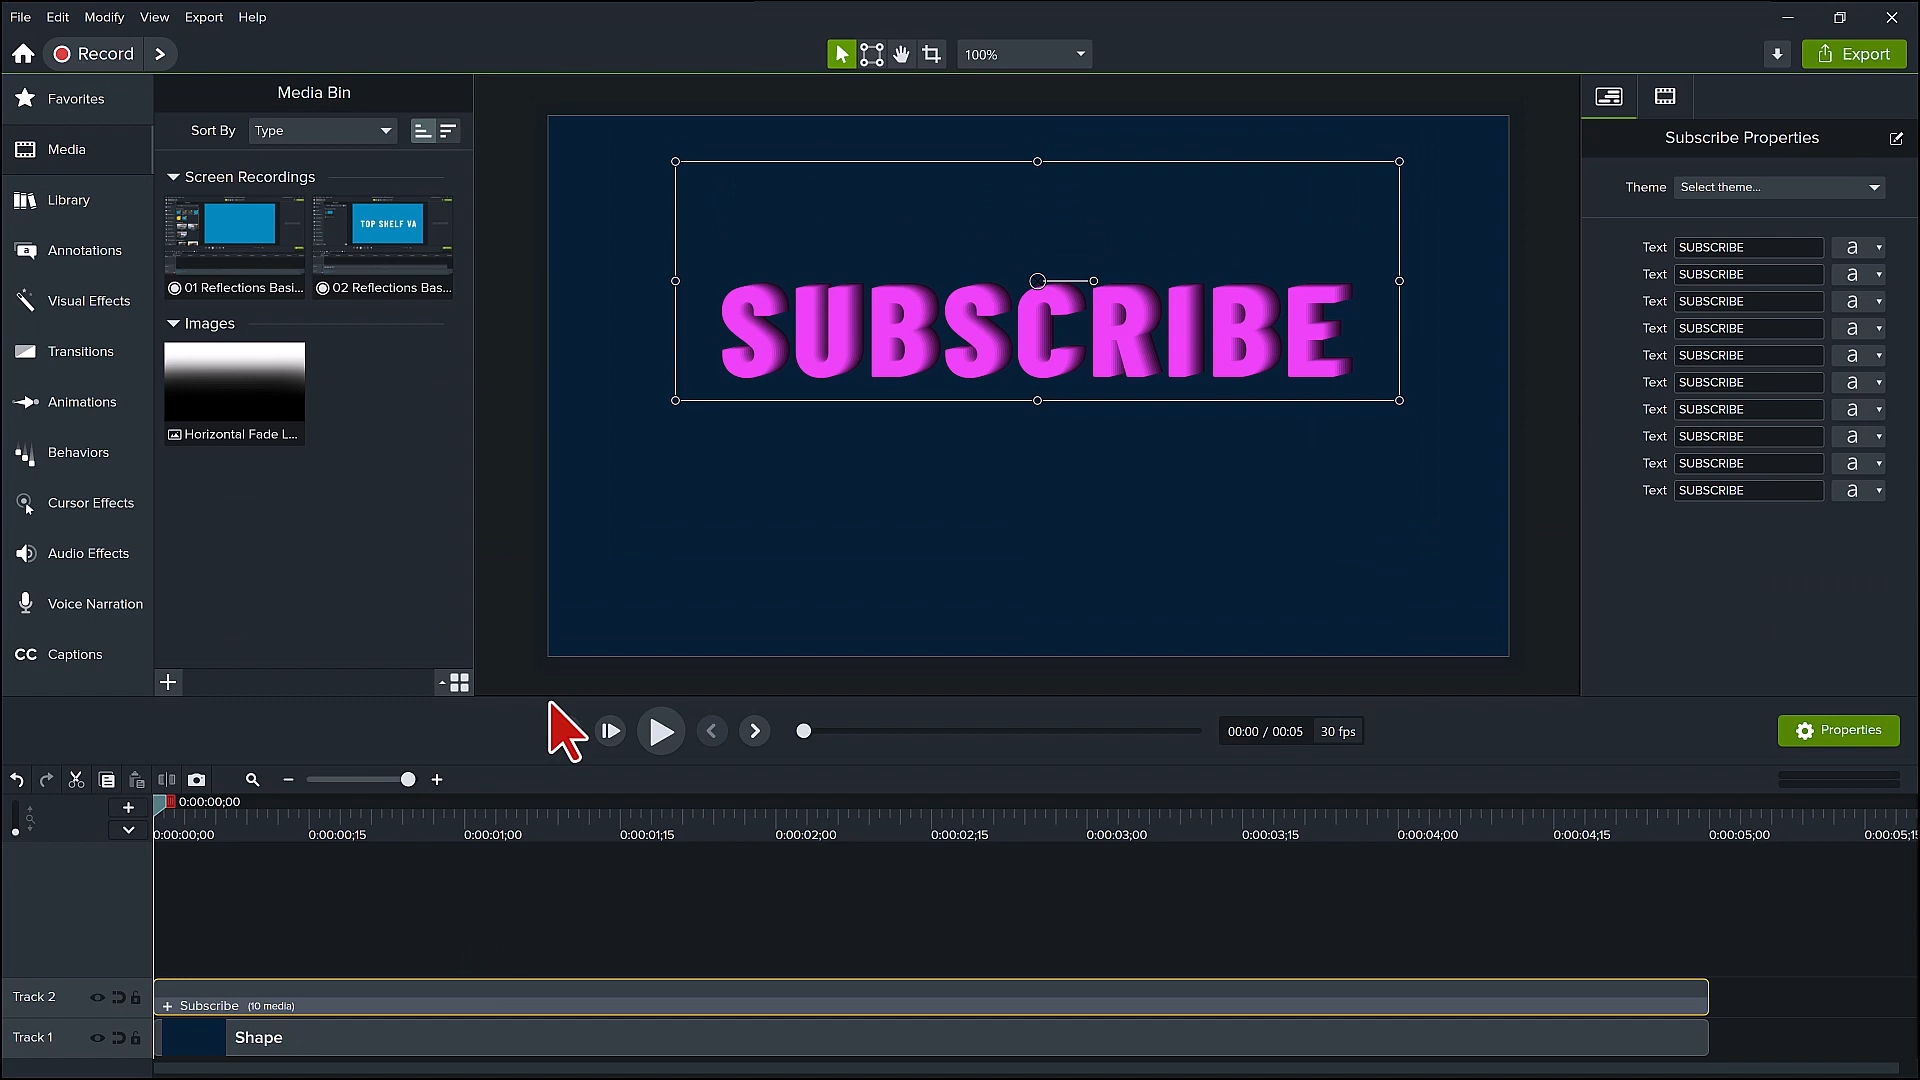 File Edit Modify View Export Help
Record 100% Export
Favorites
Media
Library
Annotations
Visual Effects
Transitions
Animations
Behaviors
Cursor Effects
Audio Effects
Voice Narration
CC Captions
Media Bin
Sort By Type
Screen Recordings
TOP SHELF VA
01 Reflections Basi... 02 Reflections Bas...
Images
Horizontal Fade L...
SUBSCRIBE
Subscribe Properties
Theme Select theme...
Text SUBSCRIBE a
Text SUBSCRIBE a
Text SUBSCRIBE a
Text SUBSCRIBE a
Text SUBSCRIBE a
Text SUBSCRIBE a
Text SUBSCRIBE a
Text SUBSCRIBE a
Text SUBSCRIBE a
Text SUBSCRIBE a
00:00 / 00:05 30 fps
Properties
0:00:00;00
0:00:00;00 0:00:00;15 0:00:01;00 0:00:01;15 0:00:02;00 0:00:02;15 0:00:03;00 0:00:03;15 0:00:04;00 0:00:04;15 0:00:05;00 0:00:05;15
Track 2
+ Subscribe (10 media)
Track 1
Shape